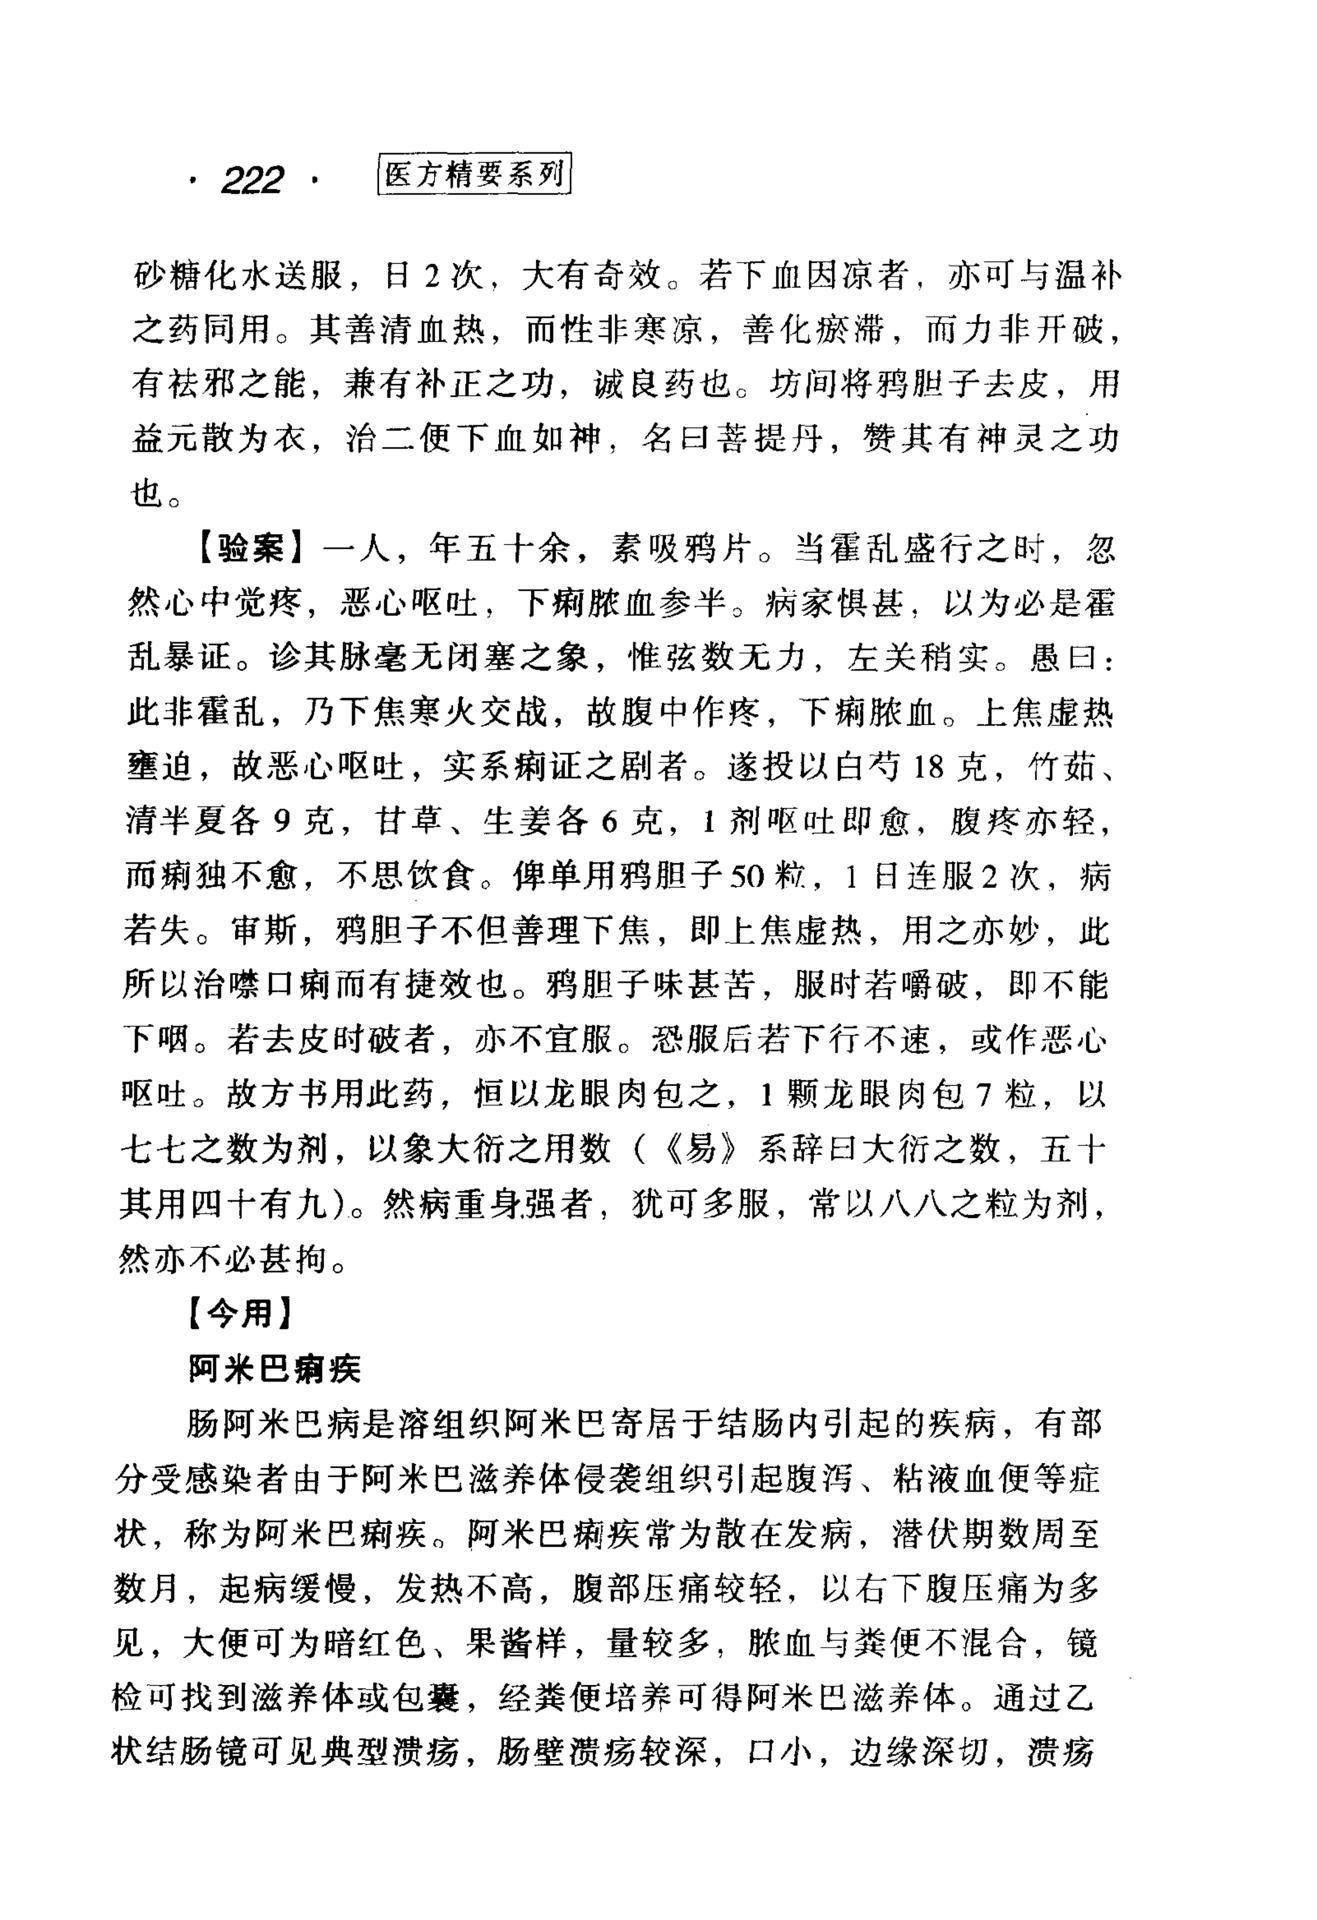 · 222 · 医方精要系列
砂糖化水送服，日 2 次，大有奇效。若下血因凉者，亦可与温补
之药同用。其善清血热，而性非寒凉，善化瘀滞，而力非开破，
有祛邪之能，兼有补正之功，诚良药也。坊间将鸦胆子去皮，用
益元散为衣，治二便下血如神，名曰菩提丹，赞其有神灵之功
也。
【验案】一人，年五十余，素吸鸦片。当霍乱盛行之时，忽
然心中觉疼，恶心呕吐，下痢脓血参半。病家惧甚，以为必是霍
乱暴证。诊其脉毫无闭塞之象，惟弦数无力，左关稍实。愚曰：
此非霍乱，乃下焦寒火交战，故腹中作疼，下痢脓血。上焦虚热
壅迫，故恶心呕吐，实系痢证之剧者。遂投以白芍 18 克，竹茹、
清半夏各 9 克，甘草、生姜各 6 克，1 剂呕吐即愈，腹疼亦轻，
而痢独不愈，不思饮食。俾单用鸦胆子 50 粒，1 日连服 2 次，病
若失。审斯，鸦胆子不但善理下焦，即上焦虚热，用之亦妙，此
所以治噤口痢而有捷效也。鸦胆子味甚苦，服时若嚼破，即不能
下咽。若去皮时破者，亦不宜服。恐服后若下行不速，或作恶心
呕吐。故方书用此药，恒以龙眼肉包之，1 颗龙眼肉包 7 粒，以
七七之数为剂，以象大衍之用数（《易》系辞曰大衍之数，五十
其用四十有九）。然病重身强者，犹可多服，常以八八之粒为剂，
然亦不必甚拘。
【今用】
阿米巴痢疾
肠阿米巴病是溶组织阿米巴寄居于结肠内引起的疾病，有部
分受感染者由于阿米巴滋养体侵袭组织引起腹泻、粘液血便等症
状，称为阿米巴痢疾。阿米巴痢疾常为散在发病，潜伏期数周至
数月，起病缓慢，发热不高，腹部压痛较轻，以右下腹压痛为多
见，大便可为暗红色、果酱样，量较多，脓血与粪便不混合，镜
检可找到滋养体或包囊，经粪便培养可得阿米巴滋养体。通过乙
状结肠镜可见典型溃疡，肠壁溃疡较深，口小，边缘深切，溃疡